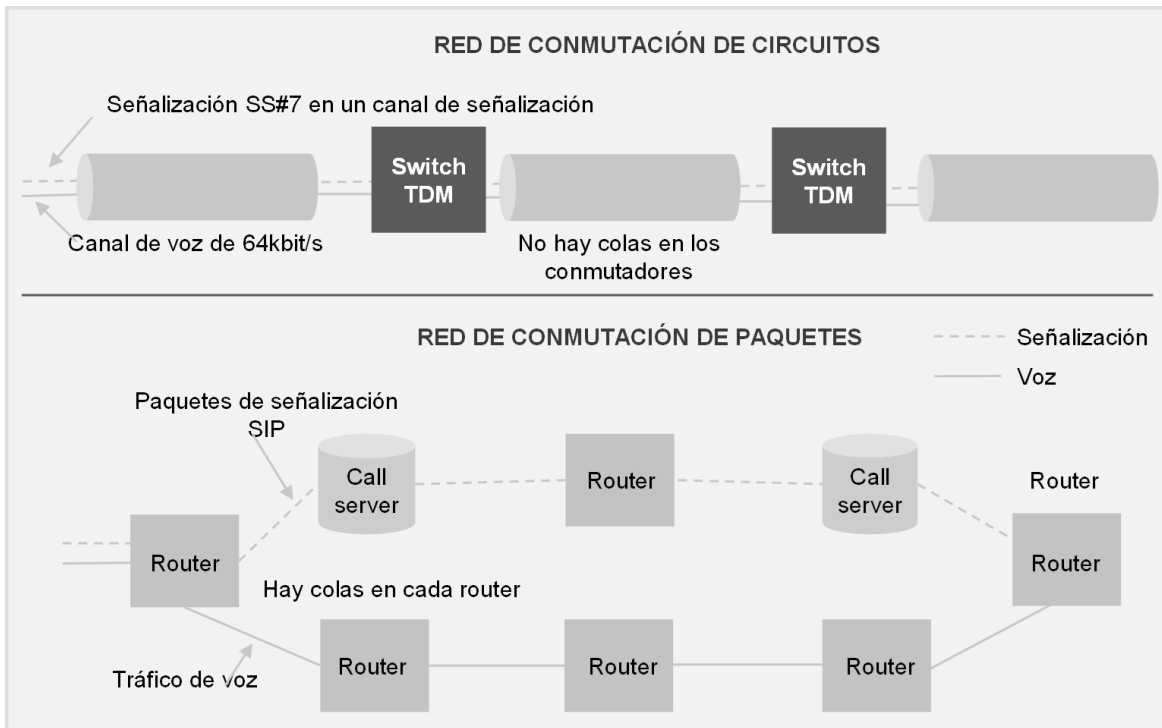 RED DE CONMUTACIÓN DE CIRCUITOS
Señalización SS#7 en un canal de señalización
Switch
TDM
Switch
TDM
Canal de voz de 64kbit/s
No hay colas en los
conmutadores
RED DE CONMUTACIÓN DE PAQUETES
Señalización
Voz
Paquetes de señalización
SIP
Call
server
Router
Call
server
Router
Router
Router
Hay colas en cada router
Router
Router
Router
Tráfico de voz